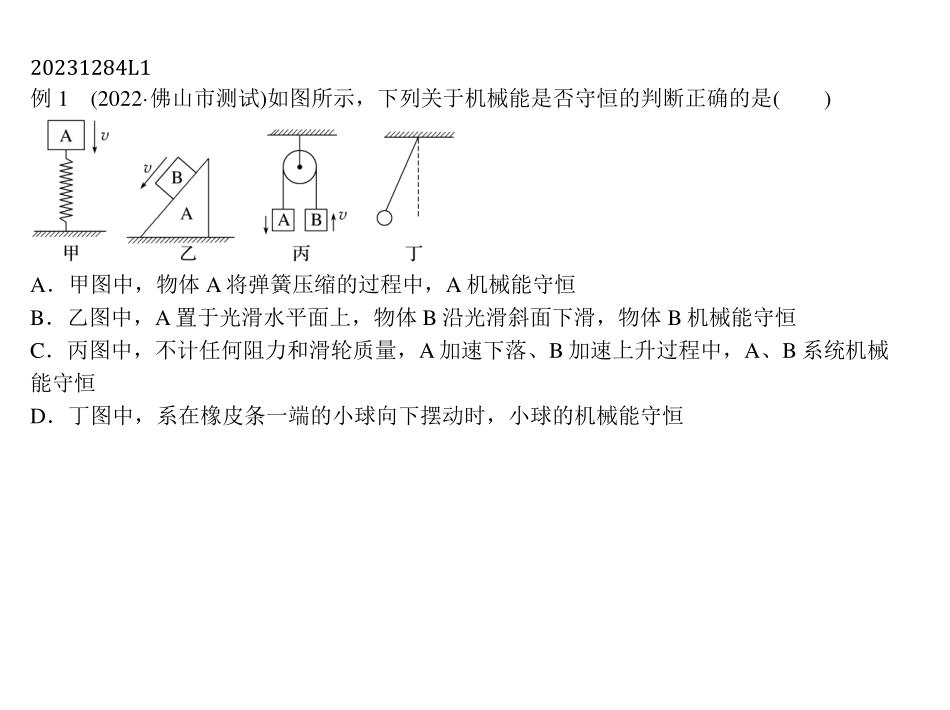 20231284L1
例 1 (2022·佛山市测试)如图所示，下列关于机械能是否守恒的判断正确的是(  )
A v B v A A B v
甲 乙 丙 丁
A．甲图中，物体 A 将弹簧压缩的过程中，A 机械能守恒
B．乙图中，A 置于光滑水平面上，物体 B 沿光滑斜面下滑，物体 B 机械能守恒
C．丙图中，不计任何阻力和滑轮质量，A 加速下落、B 加速上升过程中，A、B 系统机械
能守恒
D．丁图中，系在橡皮条一端的小球向下摆动时，小球的机械能守恒